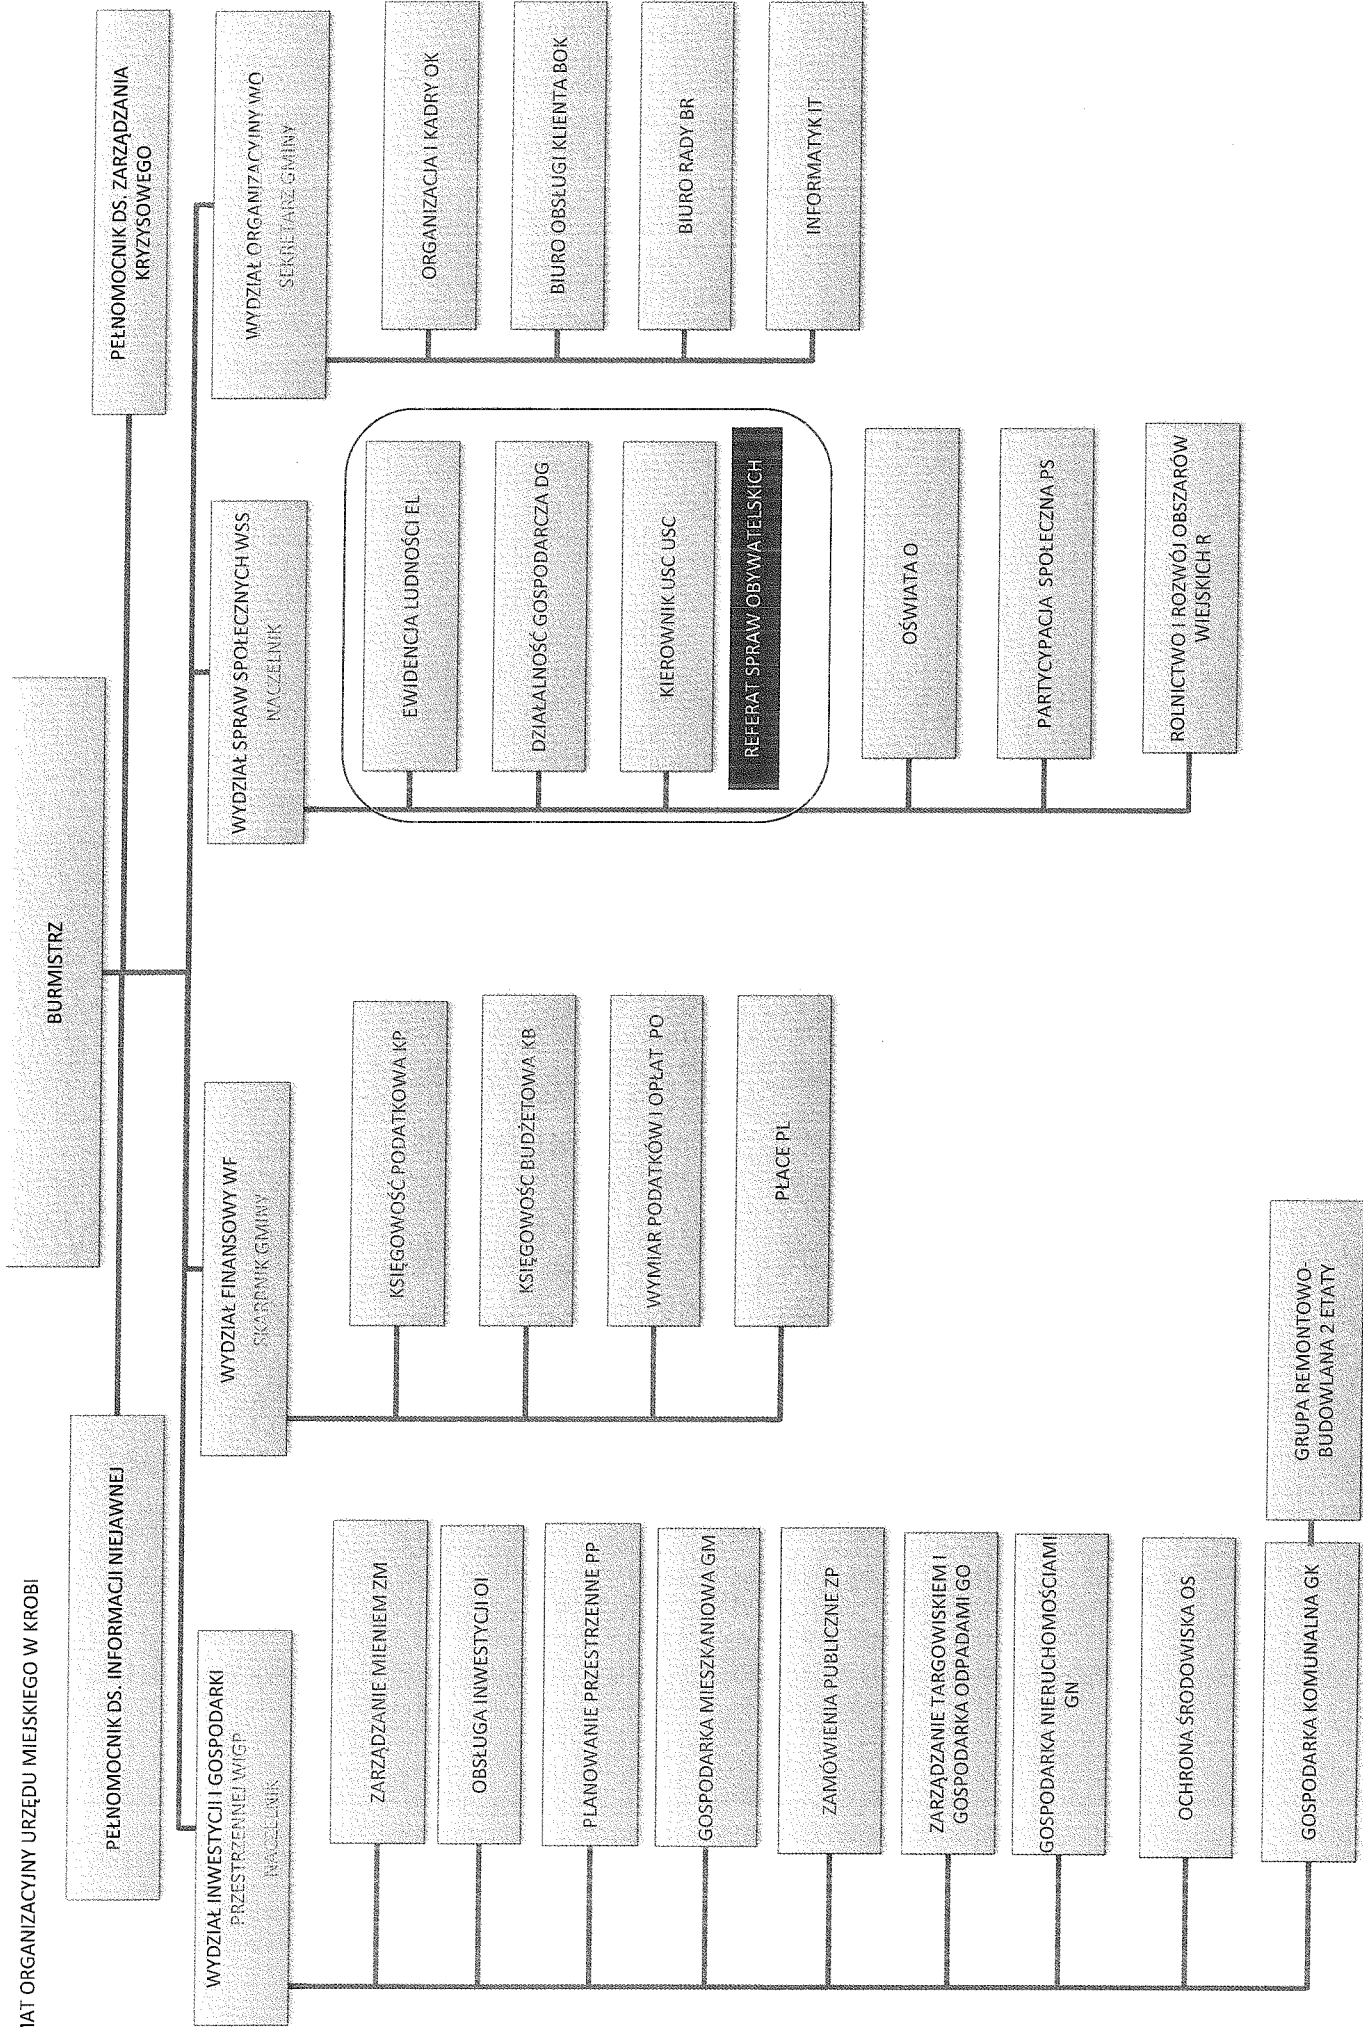 MAT ORGANIZACYJNY URZĘDU MIEJSKIEGO W KROBI
BURMISTRZ
PEŁNOMOCNIK DS. INFORMACJI NIEJAWNEJ
PEŁNOMOCNIK DS. ZARZĄDZANIA
KRYZYSOWEGO
WYDZIAŁ INWESTYCJI I GOSPODARKI
PRZESTRZENNEJ WIGP
NACZELNIK
ZARZĄDZANIE MIENIEM ZM
OBSŁUGA INWESTYCJI OI
PLANOWANIE PRZESTRZENNE PP
GOSPODARKA MIESZKANIOWA GM
ZAMÓWIENIA PUBLICZNE ZP
ZARZĄDZANIE TARGOWISKIEM I
GOSPODARKA ODPADAMI GO
GOSPODARKA NIERUCHOMOŚCIAMI
GN
OCHRONA ŚRODOWISKA OS
GOSPODARKA KOMUNALNA GK
GRUPA REMONTOWO-
BUDOWLANA 2 ETATY
WYDZIAŁ FINANSOWY WF
SKARBNIK GMINY
KSIĘGOWOŚĆ PODATKOWA KP
KSIĘGOWOŚC BUDŻETOWA KB
WYMIAR PODATKÓW I OPŁAT PO
PŁACE PL
WYDZIAŁ SPRAW SPOŁECZNYCH WSS
NACZELNIK
EWIDENCJA LUDNOŚCI EL
DZIAŁALNOŚĆ GOSPODARCZA DG
KIEROWNIK USC USC
REFERAT SPRAW OBYWATELSKICH
OŚWIATA O
PARTYCYPACJA SPOŁECZNA PS
ROLNICTWO I ROZWÓJ OBSZARÓW
WIEJSKICH R
WYDZIAŁ ORGANIZACYJNY WO
SEKRETARZ GMINY
ORGANIZACJA I KADRY OK
BIURO OBSŁUGI KLIENTA BOK
BIURO RADY BR
INFORMATYK IT